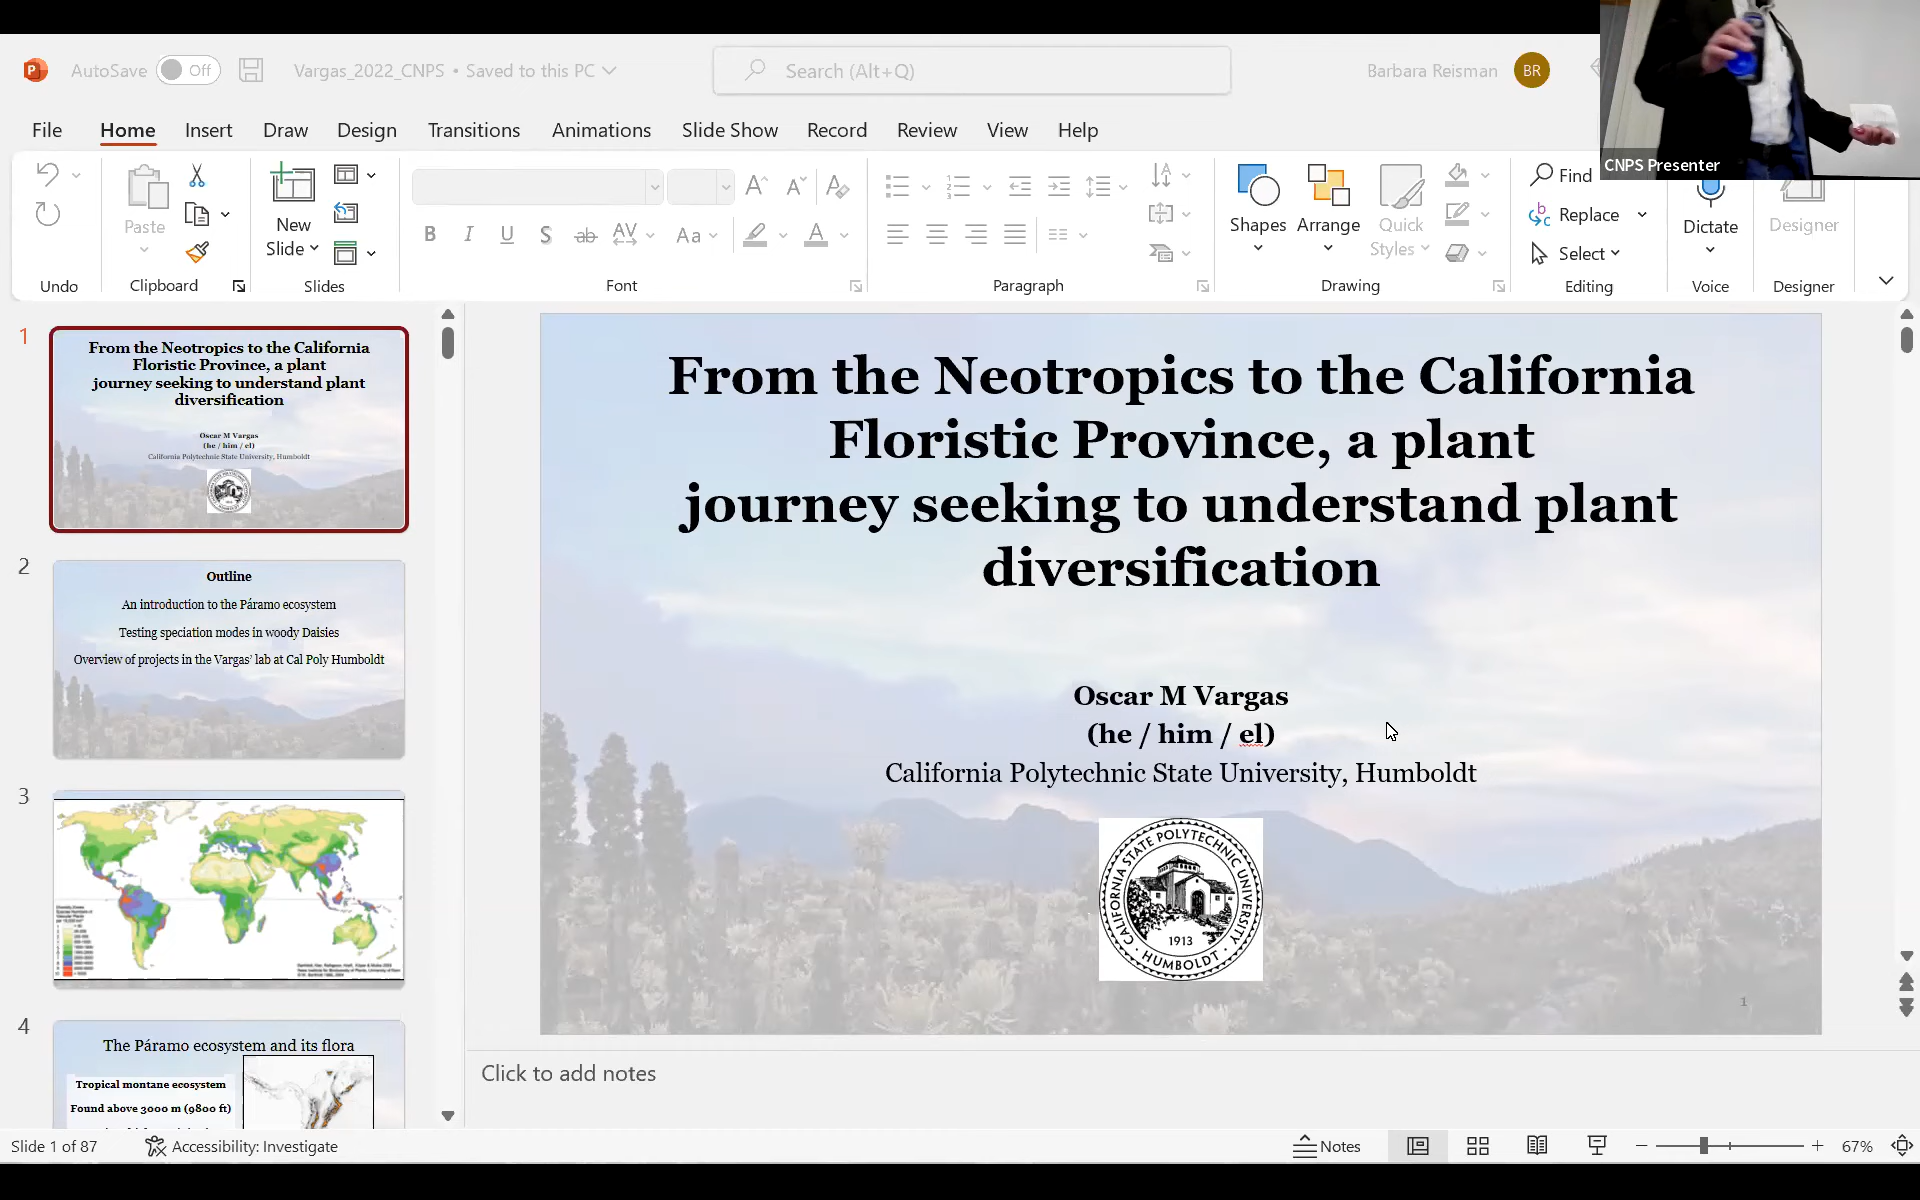 AutoSave Off Vargas_2022_CNPS • Saved to this PC Search (Alt+Q) Barbara Reisman BR
File Home Insert Draw Design Transitions Animations Slide Show Record Review View Help
CNPS Presenter
Paste
New
Slide
B I U S ab AV Aa A
Shapes Arrange Quick
Styles
Find
Replace
Select
Dictate Designer
Undo Clipboard Slides Font Paragraph Drawing Editing Voice Designer
1
From the Neotropics to the California
Floristic Province, a plant
journey seeking to understand plant
diversification
Oscar M Vargas
(he / him / el)
California Polytechnic State University, Humboldt
2
Outline
An introduction to the Páramo ecosystem
Testing speciation modes in woody Daisies
Overview of projects in the Vargas' lab at Cal Poly Humboldt
3
4
The Páramo ecosystem and its flora
Tropical montane ecosystem
Found above 3000 m (9800 ft)
From the Neotropics to the California
Floristic Province, a plant
journey seeking to understand plant
diversification
Oscar M Vargas
(he / him / el)
California Polytechnic State University, Humboldt
CALIFORNIA STATE POLYTECHNIC UNIVERSITY
1913
HUMBOLDT
1
Click to add notes
Slide 1 of 87 Accessibility: Investigate Notes 67%